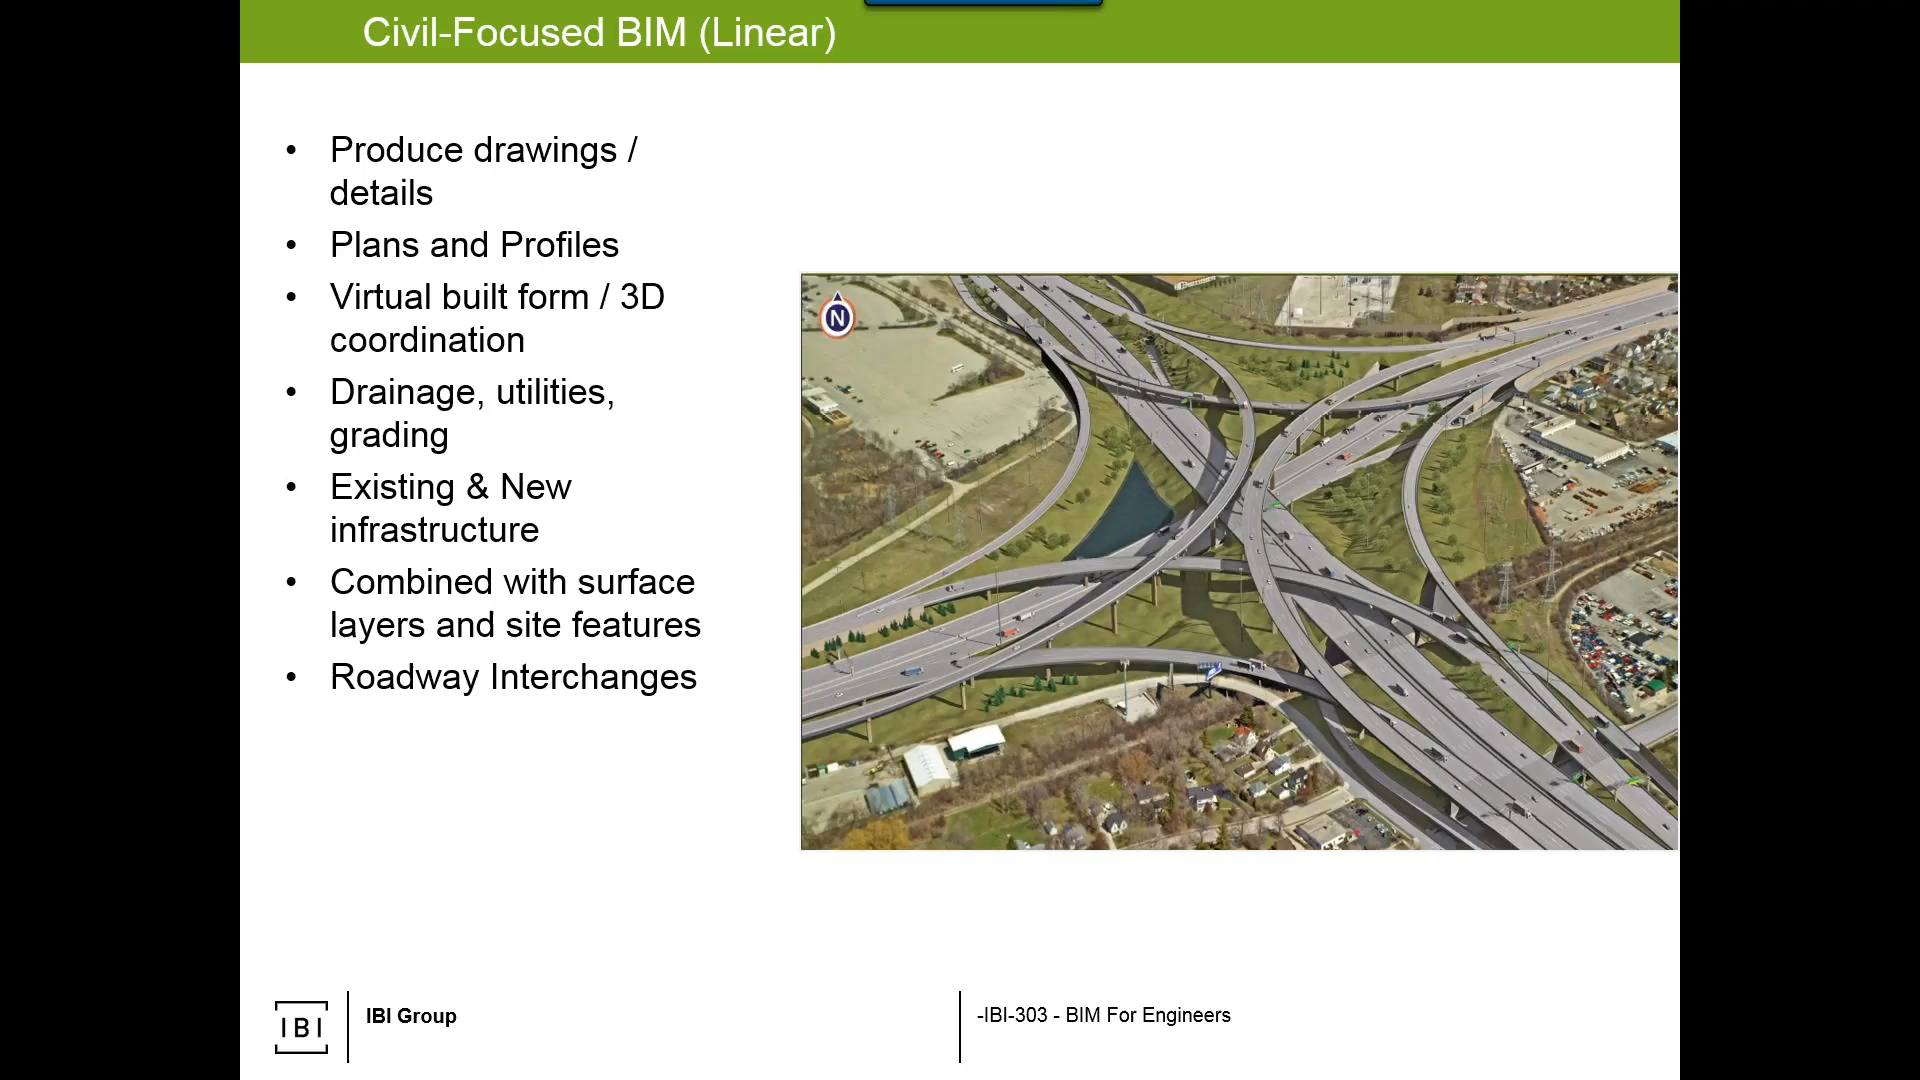 Civil-Focused BIM (Linear)
• Produce drawings /
details
• Plans and Profiles
• Virtual built form / 3D
coordination
• Drainage, utilities,
grading
• Existing & New
infrastructure
• Combined with surface
layers and site features
• Roadway Interchanges
N
IBI
IBI Group
-IBI-303 - BIM For Engineers